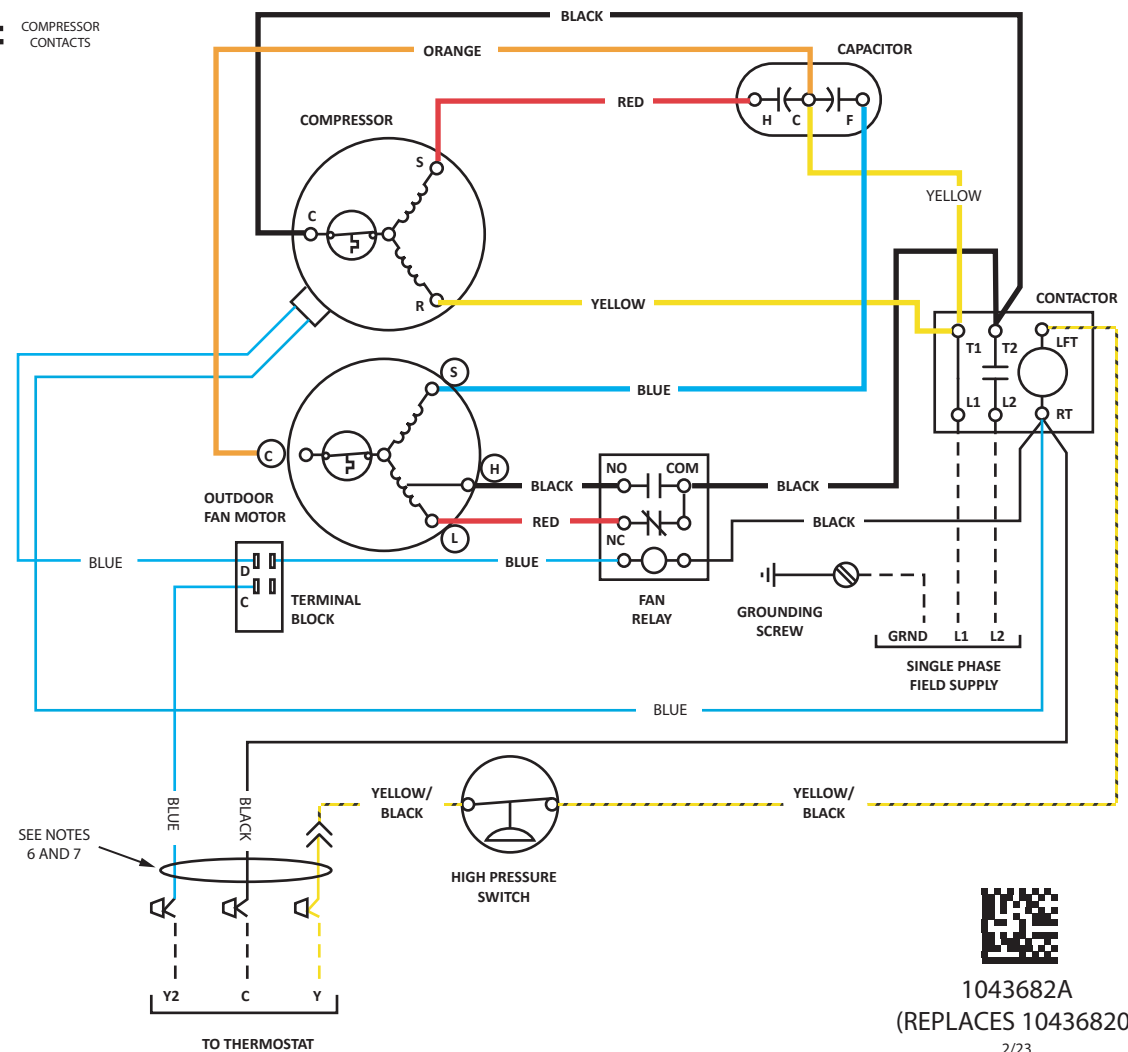 COMPRESSOR
CONTACTS
BLACK
ORANGE
CAPACITOR
RED
H C F
COMPRESSOR
S
C
R
YELLOW
YELLOW
CONTACTOR
T1 T2 LFT
L1 L2 RT
S
BLUE
C
H
L
OUTDOOR
FAN MOTOR
BLACK
RED
NO COM
NC
BLACK
BLACK
BLUE
D
C
TERMINAL
BLOCK
BLUE
FAN
RELAY
GROUNDING
SCREW
GRND L1 L2
SINGLE PHASE
FIELD SUPPLY
BLUE
BLUE
BLACK
YELLOW/
BLACK
YELLOW/
BLACK
SEE NOTES
6 AND 7
HIGH PRESSURE
SWITCH
Y2 C Y
TO THERMOSTAT
1043682A
(REPLACES 10436820
2/23